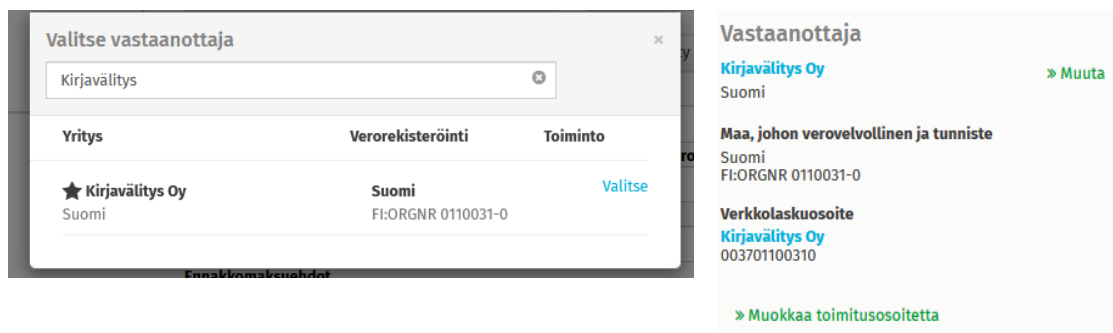 Valitse vastaanottaja
×
Kirjavälitys
Yritys Verorekisteröinti Toiminto
Kirjavälitys Oy Suomi Valitse
Suomi FI:ORGNR 0110031-0
Ennakkomaksuehdot
Vastaanottaja
Kirjavälitys Oy » Muuta
Suomi
Maa, johon verovelvollinen ja tunniste
Suomi
FI:ORGNR 0110031-0
Verkkolaskuosoite
Kirjavälitys Oy
003701100310
» Muokkaa toimitusosoitetta